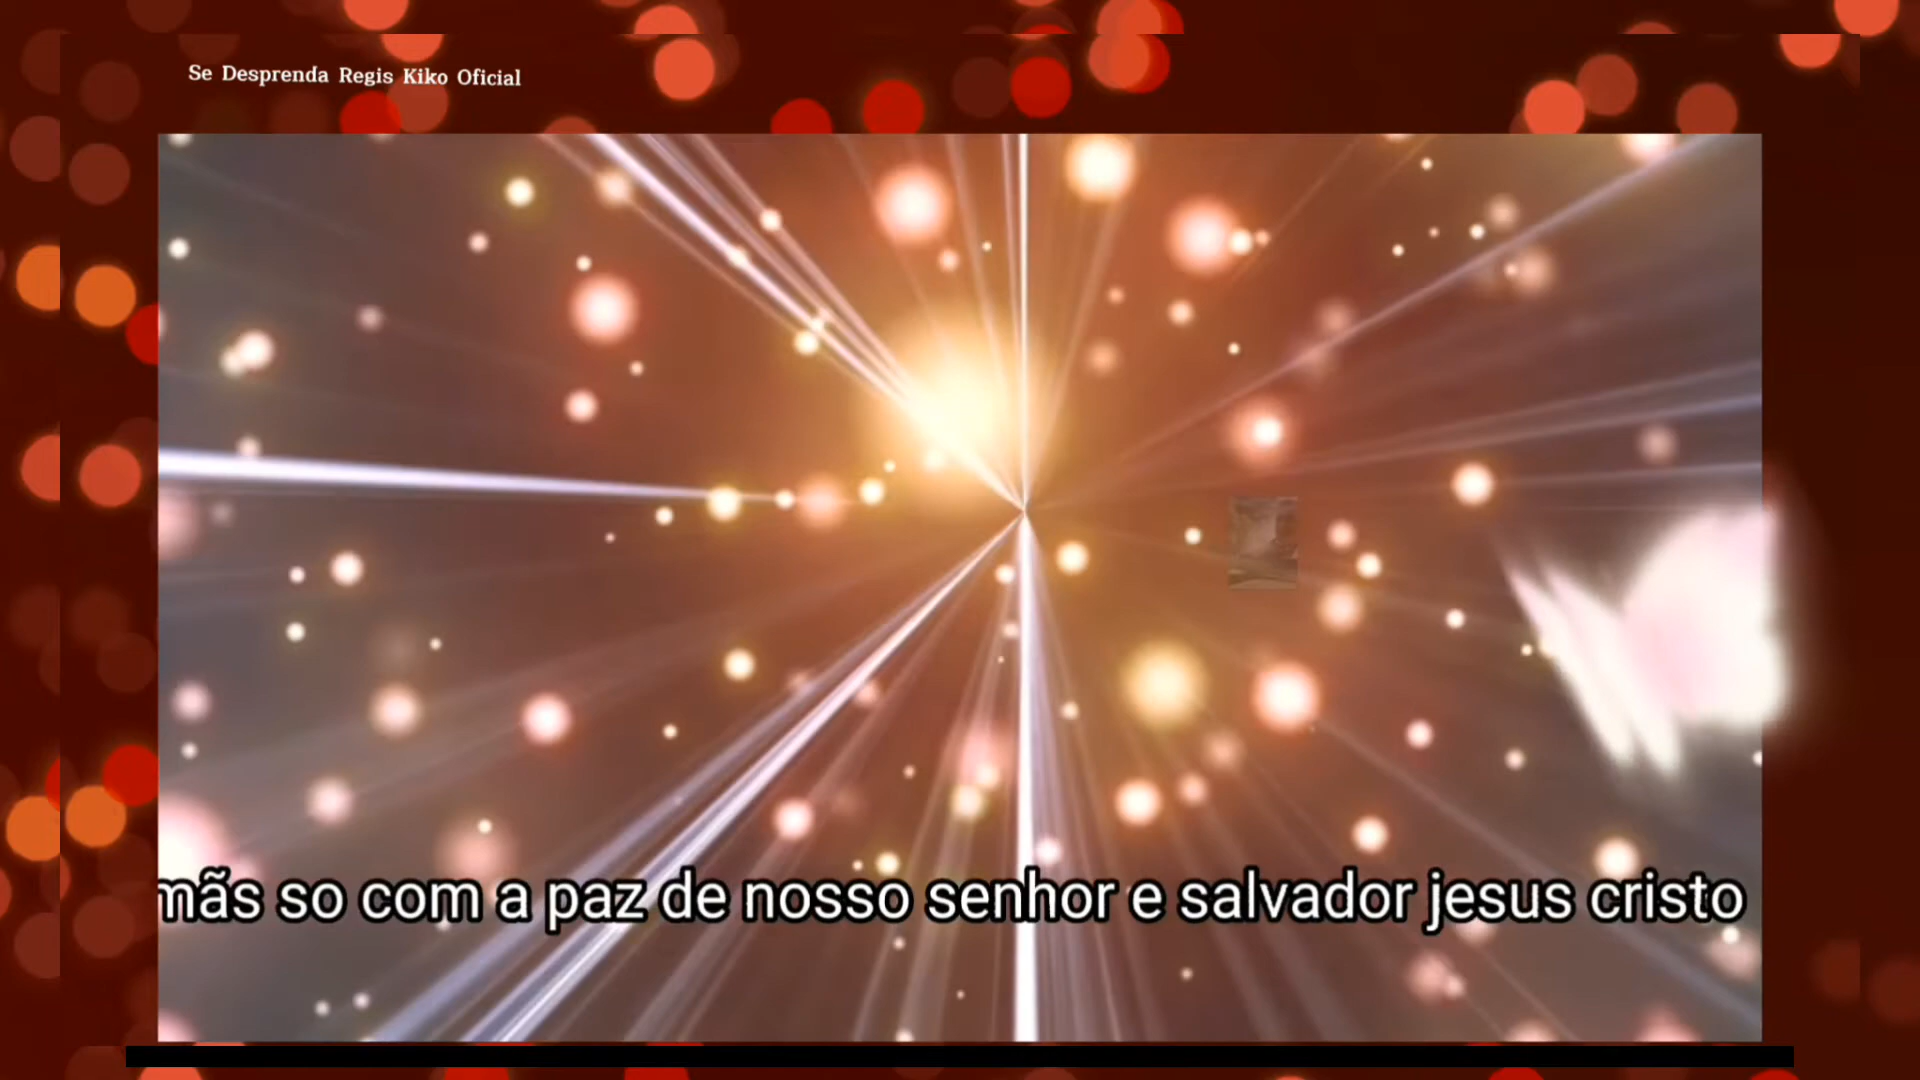 Se Desprenda Regis Kiko Oficial
mãs so com a paz de nosso senhor e salvador jesus cristo